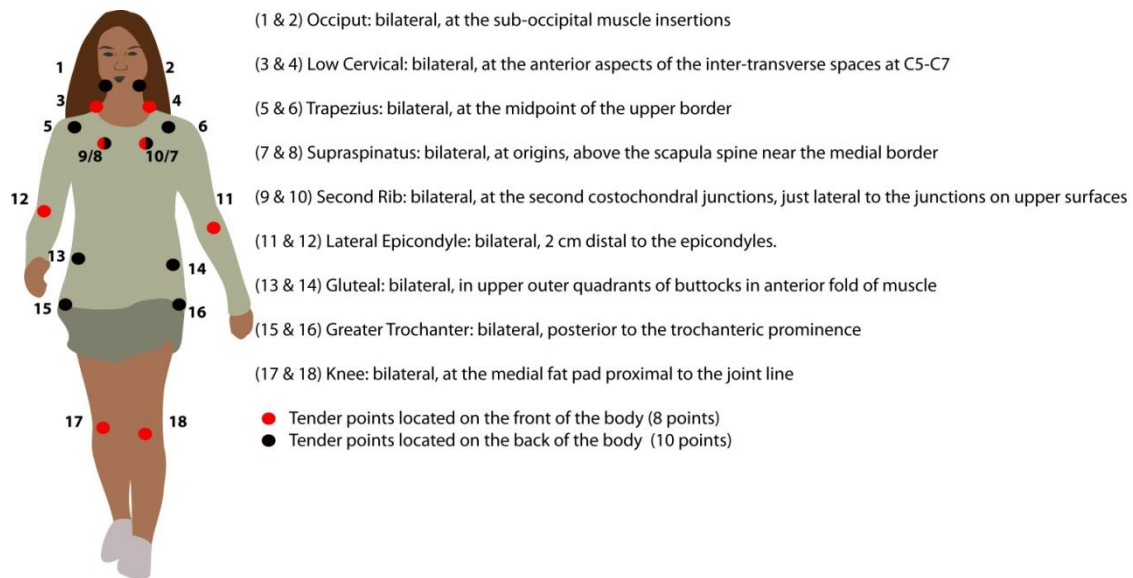 (1 & 2) Occiput: bilateral, at the sub-occipital muscle insertions
1 2
(3 & 4) Low Cervical: bilateral, at the anterior aspects of the inter-transverse spaces at C5-C7
3 4
(5 & 6) Trapezius: bilateral, at the midpoint of the upper border
5 6
9/8 10/7
(7 & 8) Supraspinatus: bilateral, at origins, above the scapula spine near the medial border
12 11
(9 & 10) Second Rib: bilateral, at the second costochondral junctions, just lateral to the junctions on upper surfaces
(11 & 12) Lateral Epicondyle: bilateral, 2 cm distal to the epicondyles.
13 14
(13 & 14) Gluteal: bilateral, in upper outer quadrants of buttocks in anterior fold of muscle
15 16
(15 & 16) Greater Trochanter: bilateral, posterior to the trochanteric prominence
(17 & 18) Knee: bilateral, at the medial fat pad proximal to the joint line
17 18
Tender points located on the front of the body (8 points)
Tender points located on the back of the body (10 points)